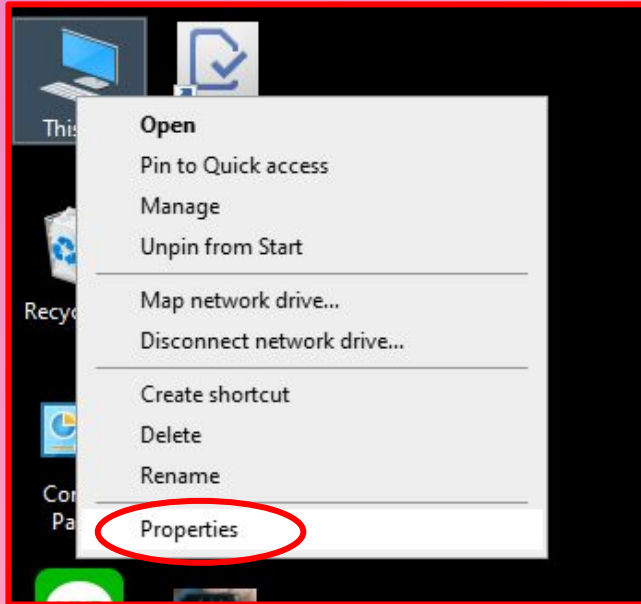 This
Open
Pin to Quick access
Manage
Unpin from Start
Map network drive...
Recyc
Disconnect network drive...
Create shortcut
Delete
Rename
Con
Pa
Properties